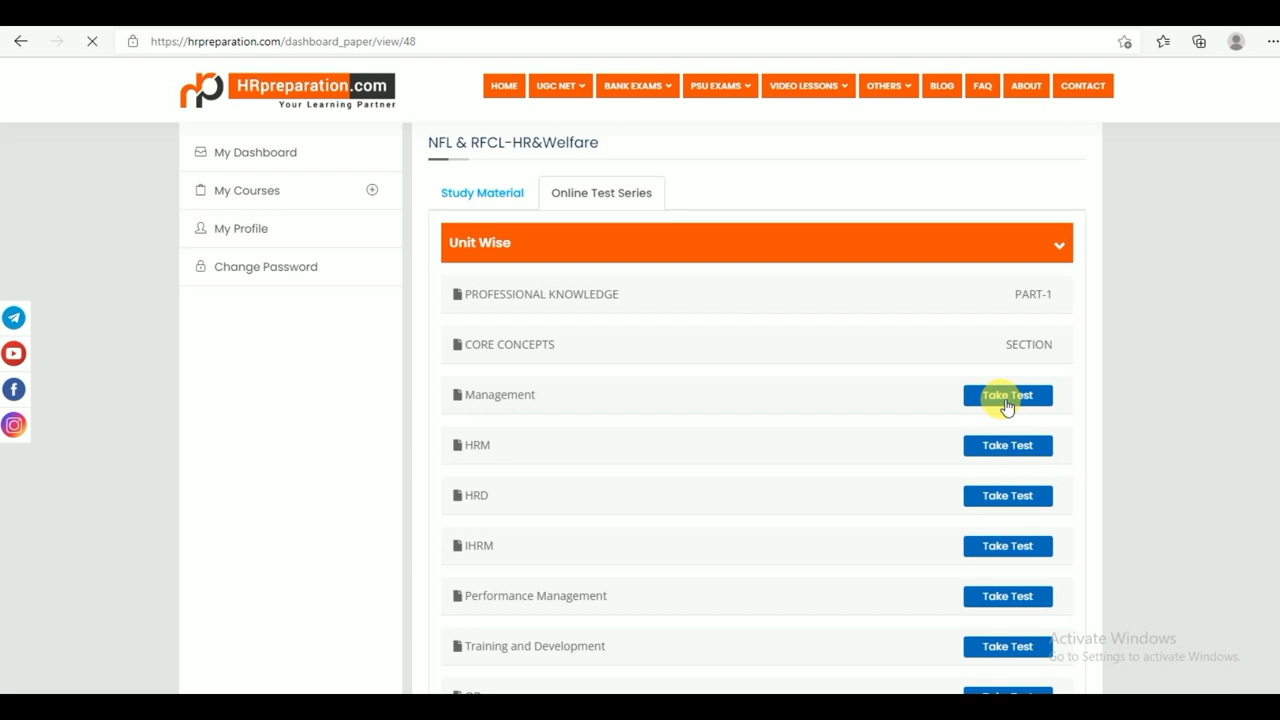 https://hrpreparation.com/dashboard_paper/view/48
HRpreparation.com
Your Learning Partner
HOME UGC NET BANK EXAMS PSU EXAMS VIDEO LESSONS OTHERS BLOG FAQ ABOUT CONTACT
My Dashboard
My Courses
My Profile
Change Password
NFL & RFCL-HR&Welfare
Study Material Online Test Series
Unit Wise
PROFESSIONAL KNOWLEDGE PART-1
CORE CONCEPTS SECTION
Management Take Test
HRM Take Test
HRD Take Test
IHRM Take Test
Performance Management Take Test
Training and Development Take Test
Activate Windows
Go to Settings to activate Windows.